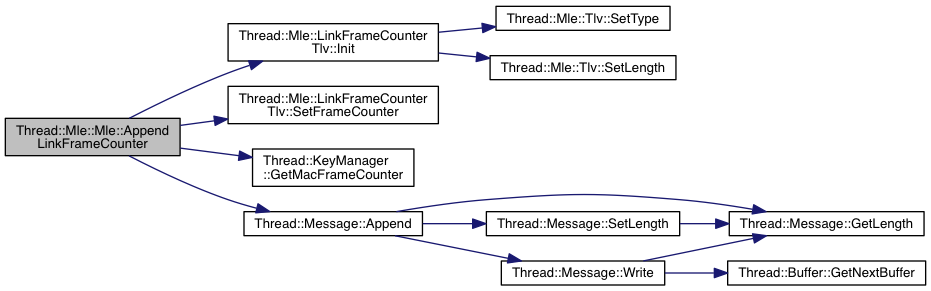 Thread::Mle::Mle::Append
LinkFrameCounter
Thread::Mle::LinkFrameCounter
Tlv::Init
Thread::Mle::Tlv::SetType
Thread::Mle::Tlv::SetLength
Thread::Mle::LinkFrameCounter
Tlv::SetFrameCounter
Thread::KeyManager
::GetMacFrameCounter
Thread::Message::Append
Thread::Message::SetLength
Thread::Message::GetLength
Thread::Message::Write
Thread::Buffer::GetNextBuffer